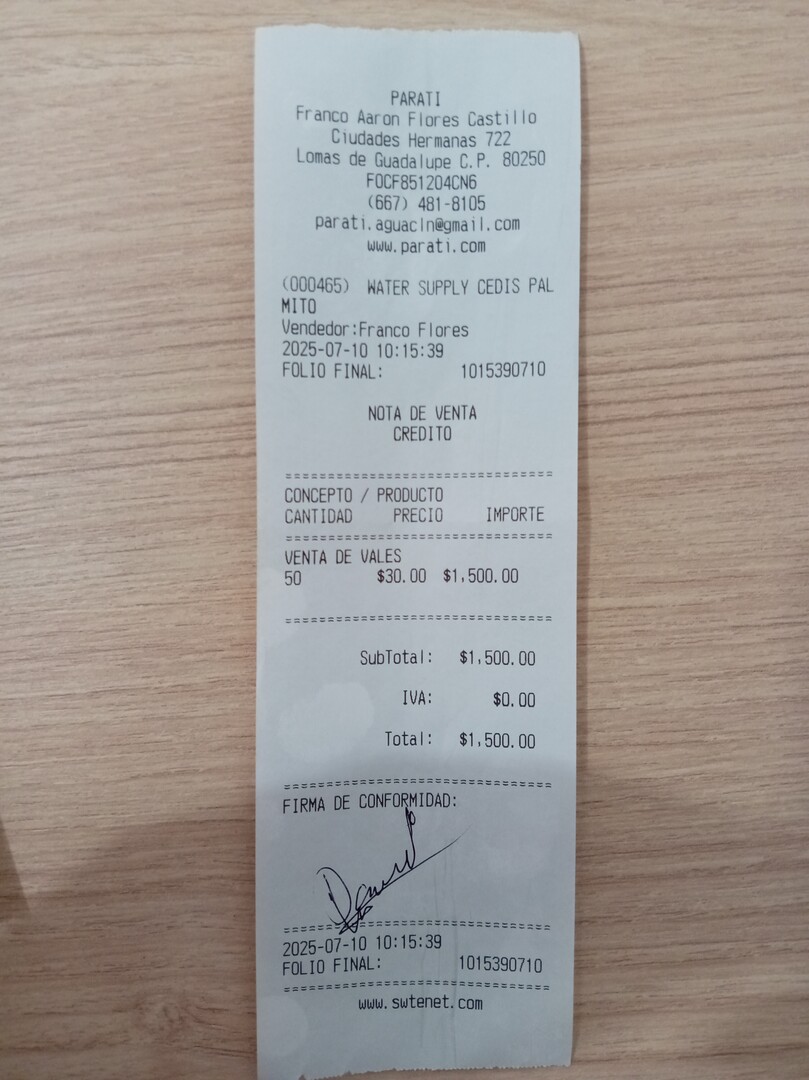 PARATI
Franco Aaron Flores Castillo
Ciudades Hermanas 722
Lomas de Guadalupe C.P. 80250
FOCF851204CN6
(667) 481-8105
parati.aguacln@gmail.com
www.parati.com
(000465) WATER SUPPLY CEDIS PAL
MITO
Vendedor:Franco Flores
2025-07-10 10:15:39
FOLIO FINAL: 1015390710
NOTA DE VENTA
CREDITO
===============================
CONCEPTO / PRODUCTO
CANTIDAD PRECIO IMPORTE
===============================
VENTA DE VALES
50 $30.00 $1,500.00
===============================
SubTotal: $1,500.00
IVA: $0.00
Total: $1,500.00
===============================
FIRMA DE CONFORMIDAD:
===============================
2025-07-10 10:15:39
FOLIO FINAL: 1015390710
===============================
www.swtenet.com